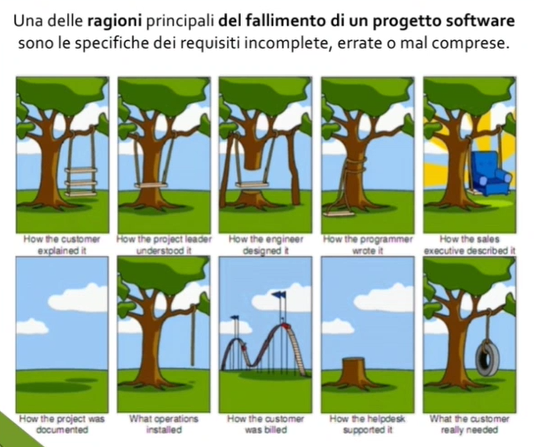 Una delle ragioni principali del fallimento di un progetto software
sono le specifiche dei requisiti incomplete, errate o mal comprese.
How the customer
explained it
How the project leader
understood it
How the engineer
designed it
How the programmer
wrote it
How the sales
executive described it
How the project was
documented
What operations
installed
How the customer
was billed
How the helpdesk
supported it
What the customer
really needed